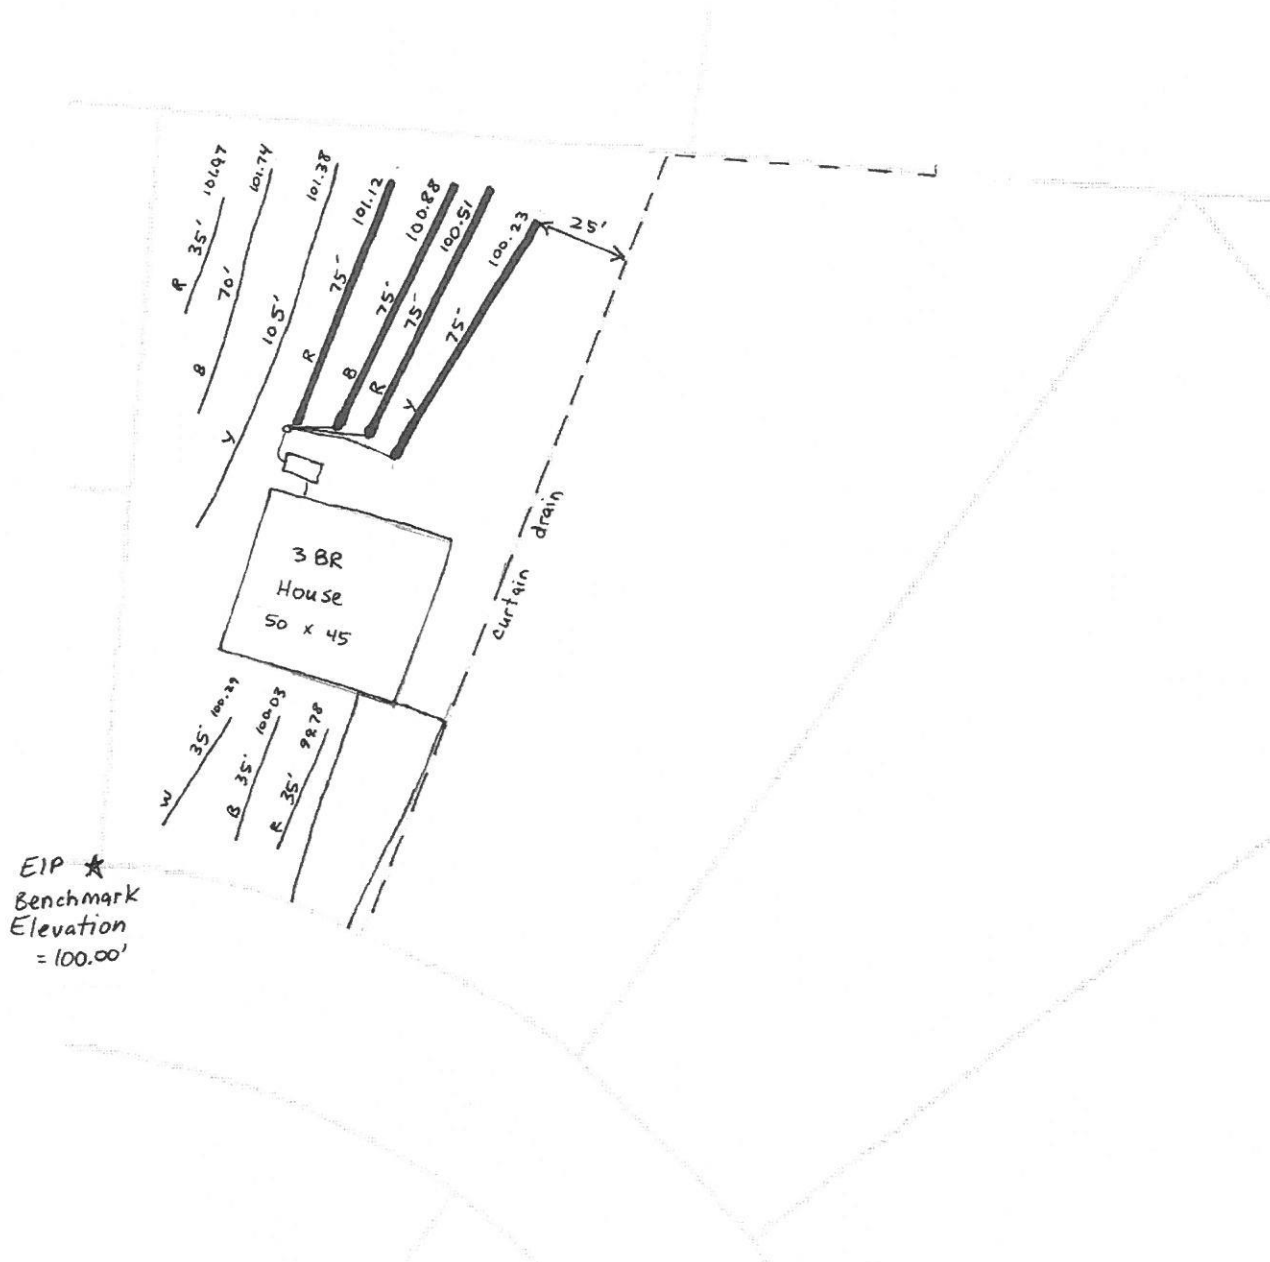 101.97
35'
R
101.74
70'
B
101.38
105'
Y
101.12
75'
R
100.88
75'
B
100.51
75'
R
100.23
75'
Y
25'
curtain drain
3 BR
House
50 x 45
100.29
35'
W
100.03
35'
B
99.78
35'
R
EIP
Benchmark
Elevation
= 100.00'